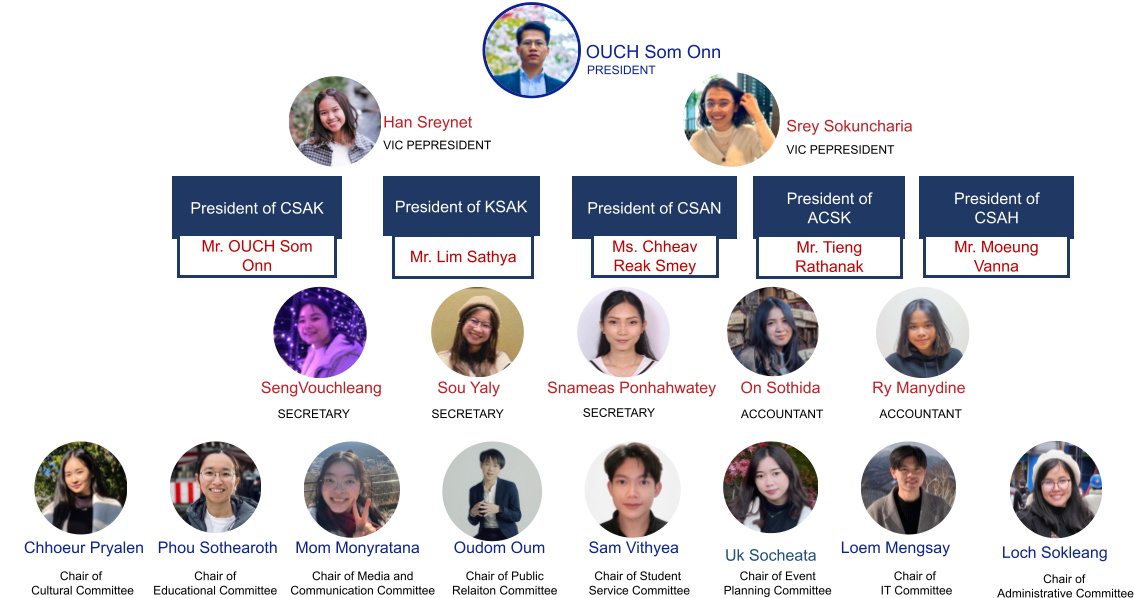 OUCH Som Onn
PRESIDENT
Han Sreynet
VIC PEPRESIDENT
Srey Sokuncharia
VIC PEPRESIDENT
President of CSAK
Mr. OUCH Som
Onn
President of KSAK
Mr. Lim Sathya
President of CSAN
Ms. Chheav
Reak Smey
President of
ACSK
Mr. Tieng
Rathanak
President of
CSAH
Mr. Moeung
Vanna
SengVouchleang
SECRETARY
Sou Yaly
SECRETARY
Snameas Ponhahwatey
SECRETARY
On Sothida
ACCOUNTANT
Ry Manydine
ACCOUNTANT
Chhoeur Pryalen
Chair of
Cultural Committee
Phou Sothearoth
Chair of
Educational Committee
Mom Monyratana
Chair of Media and
Communication Committee
Oudom Oum
Chair of Public
Relaiton Committee
Sam Vithyea
Chair of Student
Service Committee
Uk Socheata
Chair of Event
Planning Committee
Loem Mengsay
Chair of
IT Committee
Loch Sokleang
Chair of
Administrative Committee